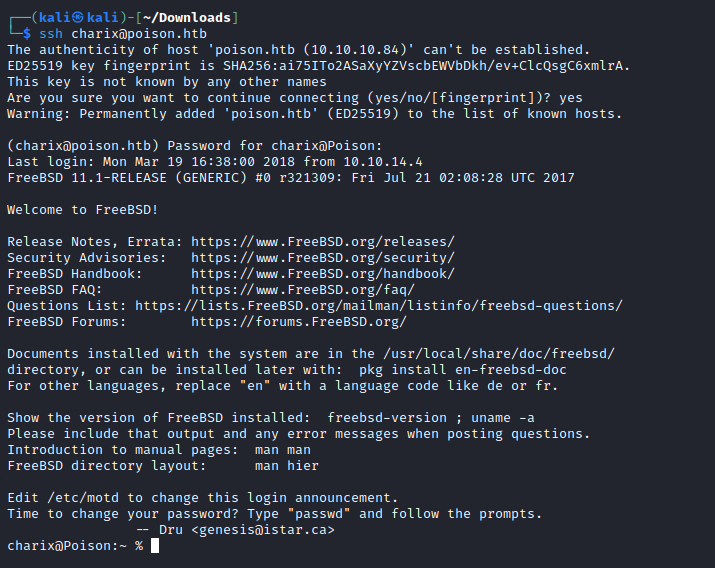 ┌──(kali㉿kali)-[~/Downloads]
└─$ ssh charix@poison.htb
The authenticity of host 'poison.htb (10.10.10.84)' can't be established.
ED25519 key fingerprint is SHA256:ai75ITo2ASaXyYZVscbEWVbDkh/ev+ClcQsgC6xmlrA.
This key is not known by any other names
Are you sure you want to continue connecting (yes/no/[fingerprint])? yes
Warning: Permanently added 'poison.htb' (ED25519) to the list of known hosts.
(charix@poison.htb) Password for charix@Poison:
Last login: Mon Mar 19 16:38:00 2018 from 10.10.14.4
FreeBSD 11.1-RELEASE (GENERIC) #0 r321309: Fri Jul 21 02:08:28 UTC 2017
Welcome to FreeBSD!
Release Notes, Errata: https://www.FreeBSD.org/releases/
Security Advisories:   https://www.FreeBSD.org/security/
FreeBSD Handbook:      https://www.FreeBSD.org/handbook/
FreeBSD FAQ:           https://www.FreeBSD.org/faq/
Questions List: https://lists.FreeBSD.org/mailman/listinfo/freebsd-questions/
FreeBSD Forums:        https://forums.FreeBSD.org/
Documents installed with the system are in the /usr/local/share/doc/freebsd/
directory, or can be installed later with:  pkg install en-freebsd-doc
For other languages, replace "en" with a language code like de or fr.
Show the version of FreeBSD installed:  freebsd-version ; uname -a
Please include that output and any error messages when posting questions.
Introduction to manual pages:  man man
FreeBSD directory layout:      man hier
Edit /etc/motd to change this login announcement.
Time to change your password? Type "passwd" and follow the prompts.
-- Dru <genesis@istar.ca>
charix@Poison:~ %